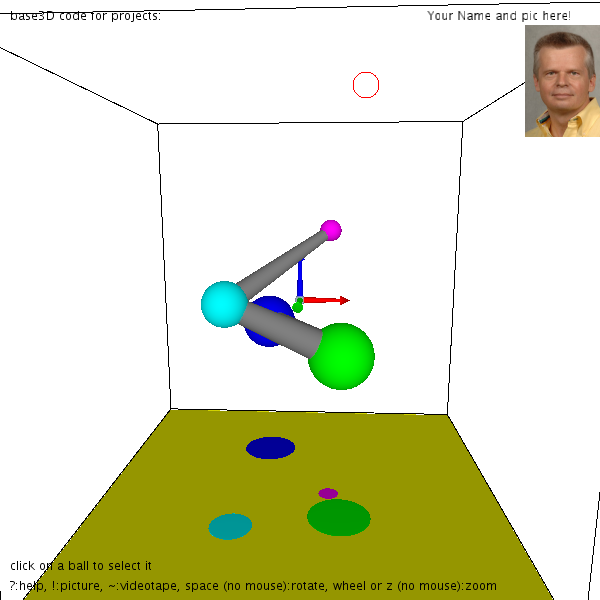 base3D code for projects:
Your Name and pic here!
click on a ball to select it
?:help, !:picture, ~:videotape, space (no mouse):rotate, wheel or z (no mouse):zoom